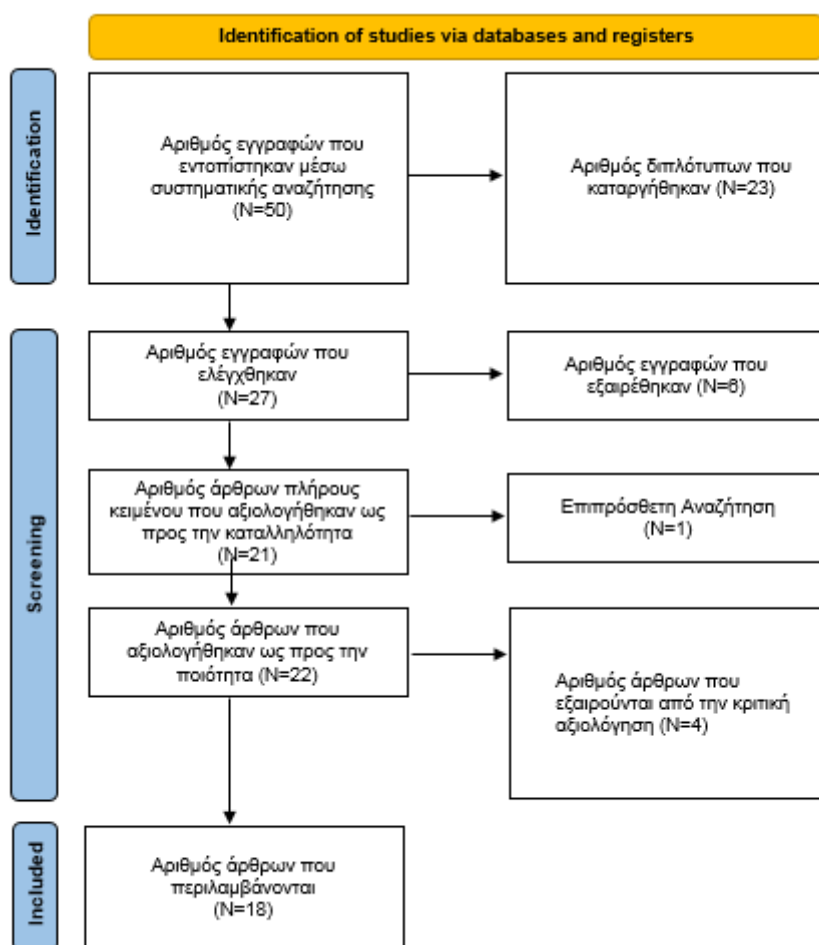 Identification of studies via databases and registers
Identification
Αριθμός εγγραφών που
εντοπίστηκαν μέσω
συστηματικής αναζήτησης
(N=50)
Αριθμός διπλότυπων που
καταργήθηκαν (N=23)
Screening
Αριθμός εγγραφών που
ελέγχθηκαν
(N=27)
Αριθμός εγγραφών που
εξαιρέθηκαν (N=6)
Αριθμός άρθρων πλήρους
κειμένου που αξιολογήθηκαν ως
προς την καταλληλότητα
(N=21)
Επιπρόσθετη Αναζήτηση
(N=1)
Αριθμός άρθρων που
αξιολογήθηκαν ως προς την
ποιότητα (N=22)
Αριθμός άρθρων που
εξαιρούνται από την κριτική
αξιολόγηση (N=4)
Included
Αριθμός άρθρων που
περιλαμβάνονται
(N=18)